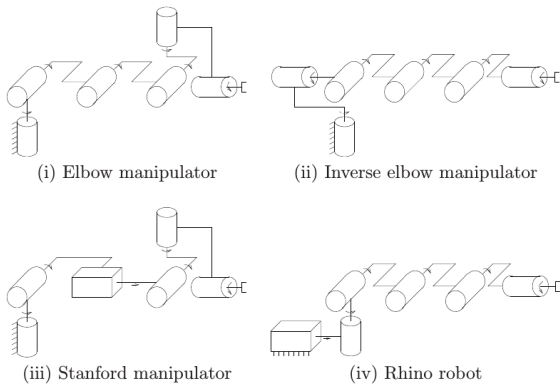 (i) Elbow manipulator
(ii) Inverse elbow manipulator
(iii) Stanford manipulator
(iv) Rhino robot